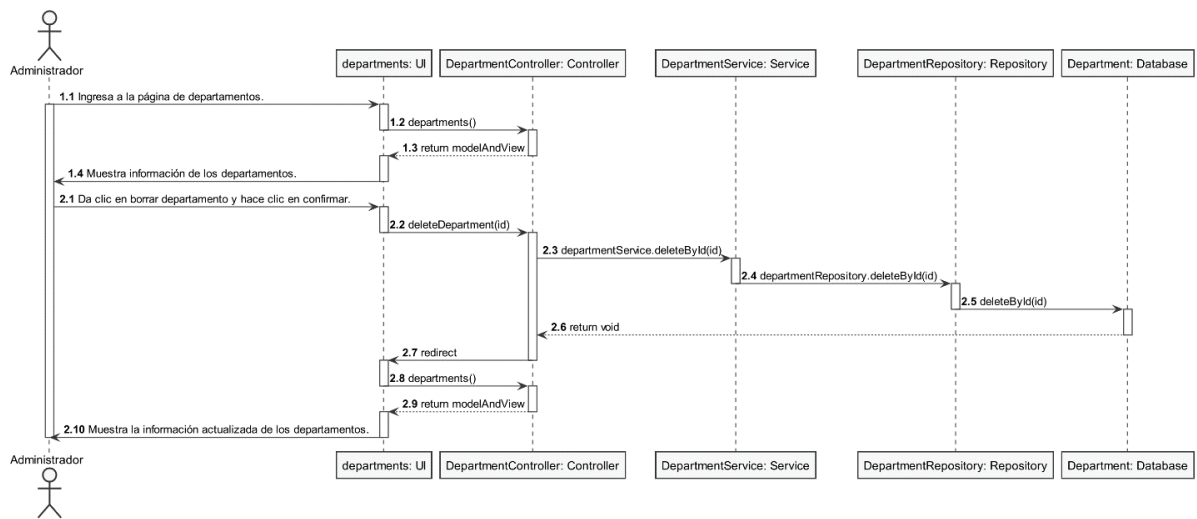 Administrador
departments: UI
DepartmentController: Controller
DepartmentService: Service
DepartmentRepository: Repository
Department: Database
1.1 Ingresa a la página de departamentos.
1.2 departments()
1.3 return modelAndView
1.4 Muestra información de los departamentos.
2.1 Da clic en borrar departamento y hace clic en confirmar.
2.2 deleteDepartment(id)
2.3 departmentService.deleteById(id)
2.4 departmentRepository.deleteById(id)
2.5 deleteById(id)
2.6 return void
2.7 redirect
2.8 departments()
2.9 return modelAndView
2.10 Muestra la información actualizada de los departamentos.
Administrador
departments: UI
DepartmentController: Controller
DepartmentService: Service
DepartmentRepository: Repository
Department: Database